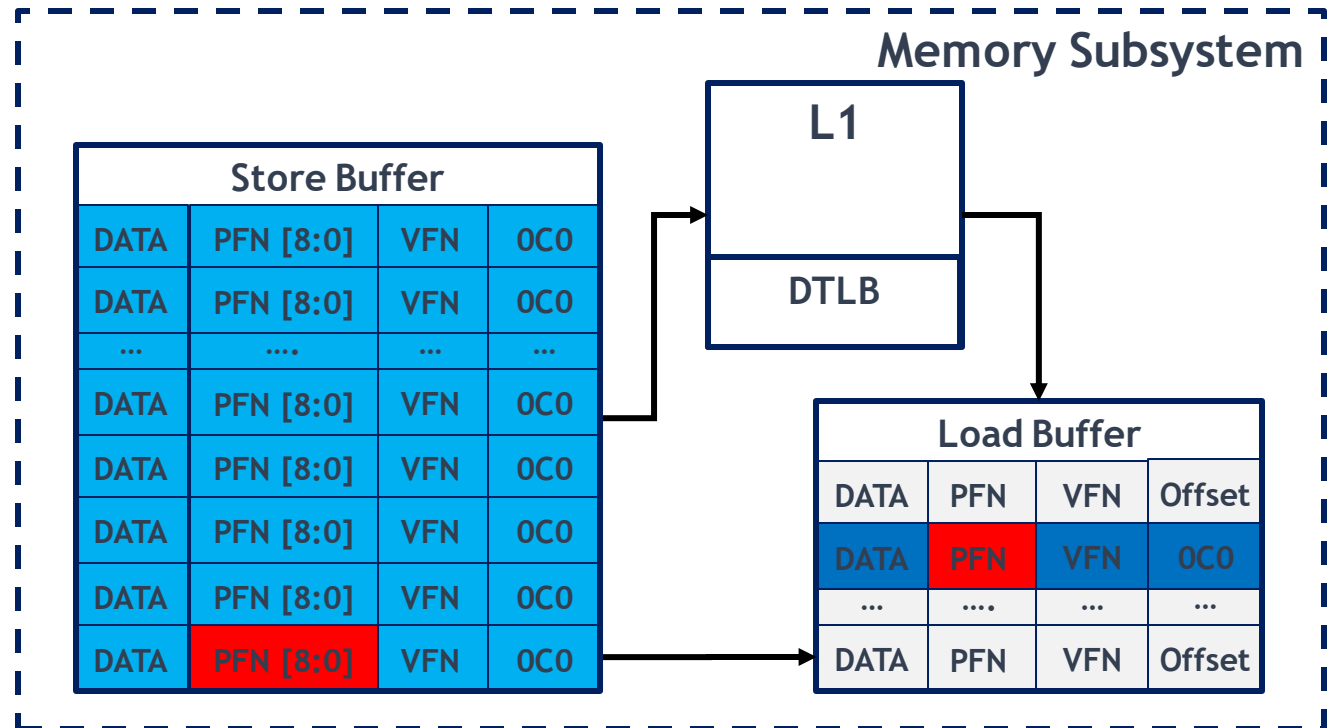 Memory Subsystem
L1
DTLB
Store Buffer
DATA PFN [8:0] VFN 0C0
DATA PFN [8:0] VFN 0C0
... .... ... ...
DATA PFN [8:0] VFN 0C0
DATA PFN [8:0] VFN 0C0
DATA PFN [8:0] VFN 0C0
DATA PFN [8:0] VFN 0C0
DATA PFN [8:0] VFN 0C0
Load Buffer
DATA PFN VFN Offset
DATA PFN VFN 0C0
... .... ... ...
DATA PFN VFN Offset